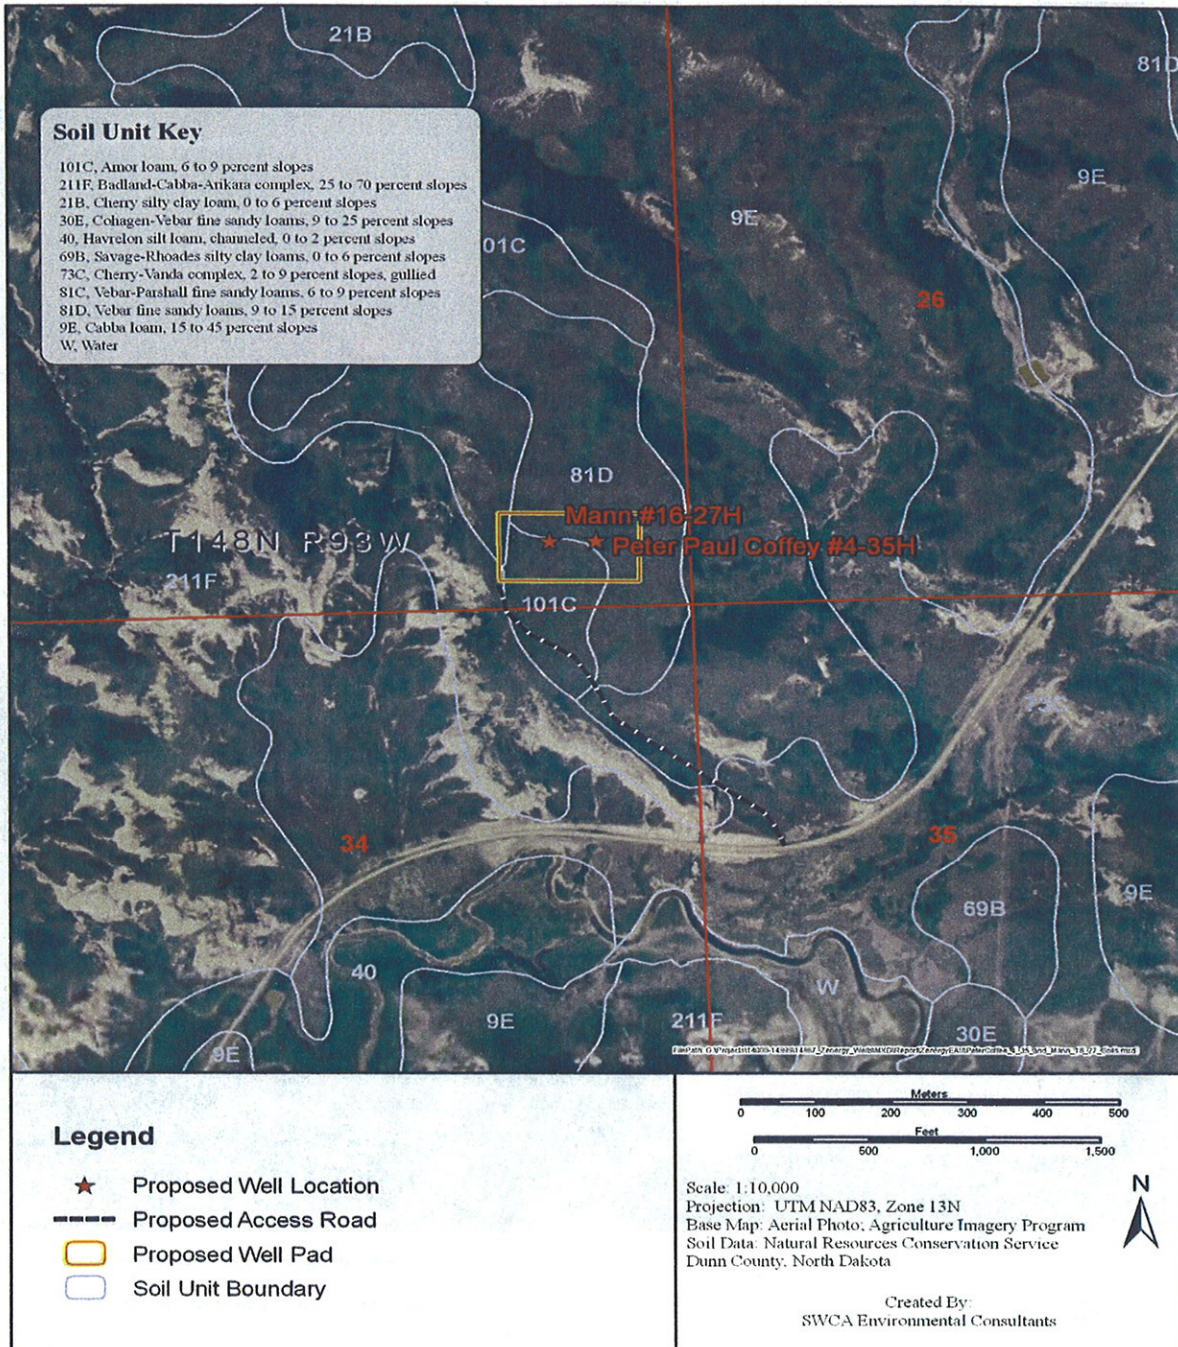 21B
81D
Soil Unit Key
101C, Amor loam, 6 to 9 percent slopes
211F, Badland-Cabba-Arikara complex, 25 to 70 percent slopes
21B, Cherry silty clay loam, 0 to 6 percent slopes
30E, Cohagen-Vebar fine sandy loams, 9 to 25 percent slopes
40, Havrelon silt loam, channeled, 0 to 2 percent slopes
69B, Savage-Rhoades silty clay loams, 0 to 6 percent slopes
73C, Cherry-Vanda complex, 2 to 9 percent slopes, gullied
81C, Vebar-Parshall fine sandy loams, 6 to 9 percent slopes
81D, Vebar fine sandy loams, 9 to 15 percent slopes
9E, Cabba loam, 15 to 45 percent slopes
W, Water
9E
9E
01C
26
81D
Mann #16-27H
T148N R93W
Peter Paul Coffey #4-35H
211F
101C
34
35
9E
69B
40
W
9E
211F
30E
9E
Legend
Proposed Well Location
Proposed Access Road
Proposed Well Pad
Soil Unit Boundary
Meters
0 100 200 300 400 500
Feet
0 500 1,000 1,500
Scale: 1:10,000
Projection: UTM NAD83, Zone 13N
Base Map: Aerial Photo; Agriculture Imagery Program
Soil Data: Natural Resources Conservation Service
Dunn County, North Dakota
N
Created By:
SWCA Environmental Consultants